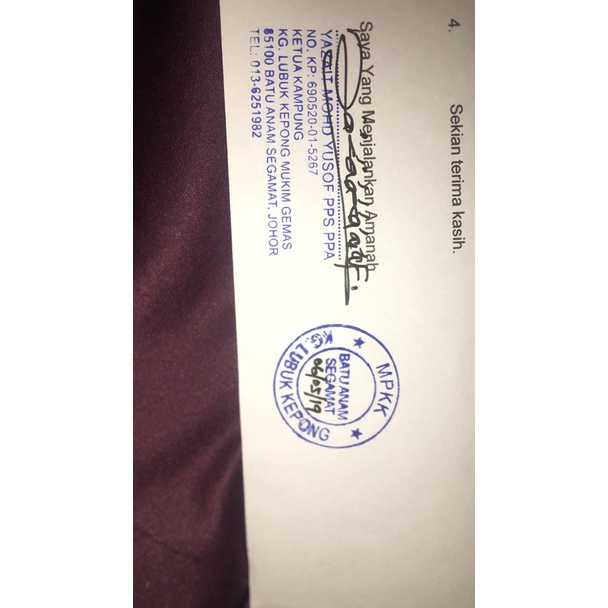 4. Sekian terima kasih.
Saya Yang Menjalankan Amanah
YAZAIT MOHD YUSOF PPS PPA
NO. KP: 690520-01-5267
KETUA KAMPUNG
KG. LUBUK KEPONG MUKIM GEMAS
85100 BATU ANAM SEGAMAT, JOHOR
TEL: 013-6251982
MPKK
BATU ANAM
SEGAMAT
06/05/19
KG. LUBUK KEPONG